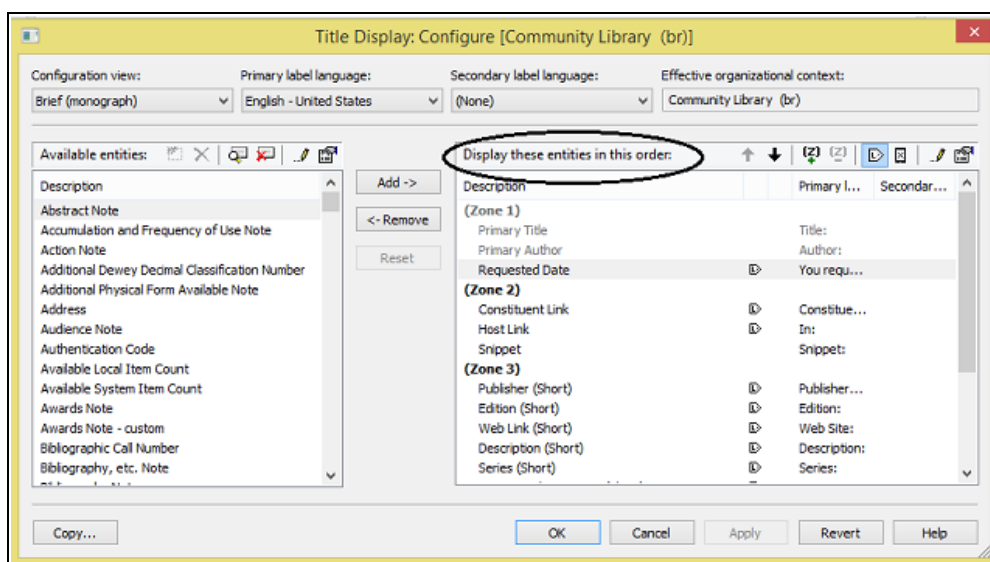 Title Display: Configure [Community Library (br)]
Configuration view: Primary label language: Secondary label language: Effective organizational context:
Brief (monograph) English - United States (None) Community Library (br)
Available entities: Display these entities in this order:
Description
Abstract Note
Accumulation and Frequency of Use Note
Action Note
Additional Dewey Decimal Classification Number
Additional Physical Form Available Note
Address
Audience Note
Authentication Code
Available Local Item Count
Available System Item Count
Awards Note
Awards Note - custom
Bibliographic Call Number
Bibliography, etc. Note
Add ->
<- Remove
Reset
Description Primary l... Secondar...
(Zone 1)
Primary Title Title:
Primary Author Author:
Requested Date You requ...
(Zone 2)
Constituent Link Constitue...
Host Link In:
Snippet Snippet:
(Zone 3)
Publisher (Short) Publisher...
Edition (Short) Edition:
Web Link (Short) Web Site:
Description (Short) Description:
Series (Short) Series:
Copy... OK Cancel Apply Revert Help